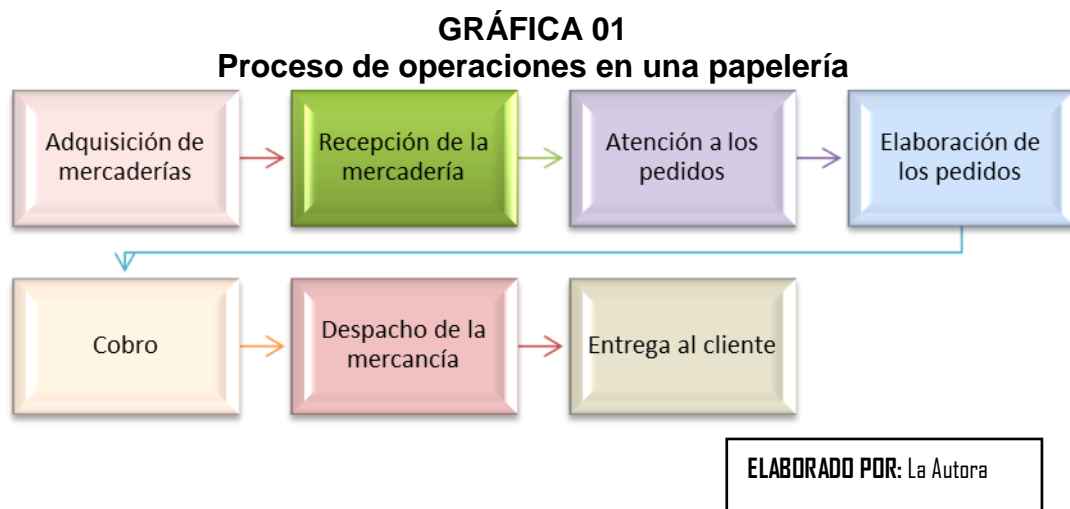 GRÁFICA 01
Proceso de operaciones en una papelería
Adquisición de
mercaderías
Recepción de la
mercadería
Atención a los
pedidos
Elaboración de
los pedidos
Cobro
Despacho de la
mercancía
Entrega al cliente
ELABORADO POR: La Autora